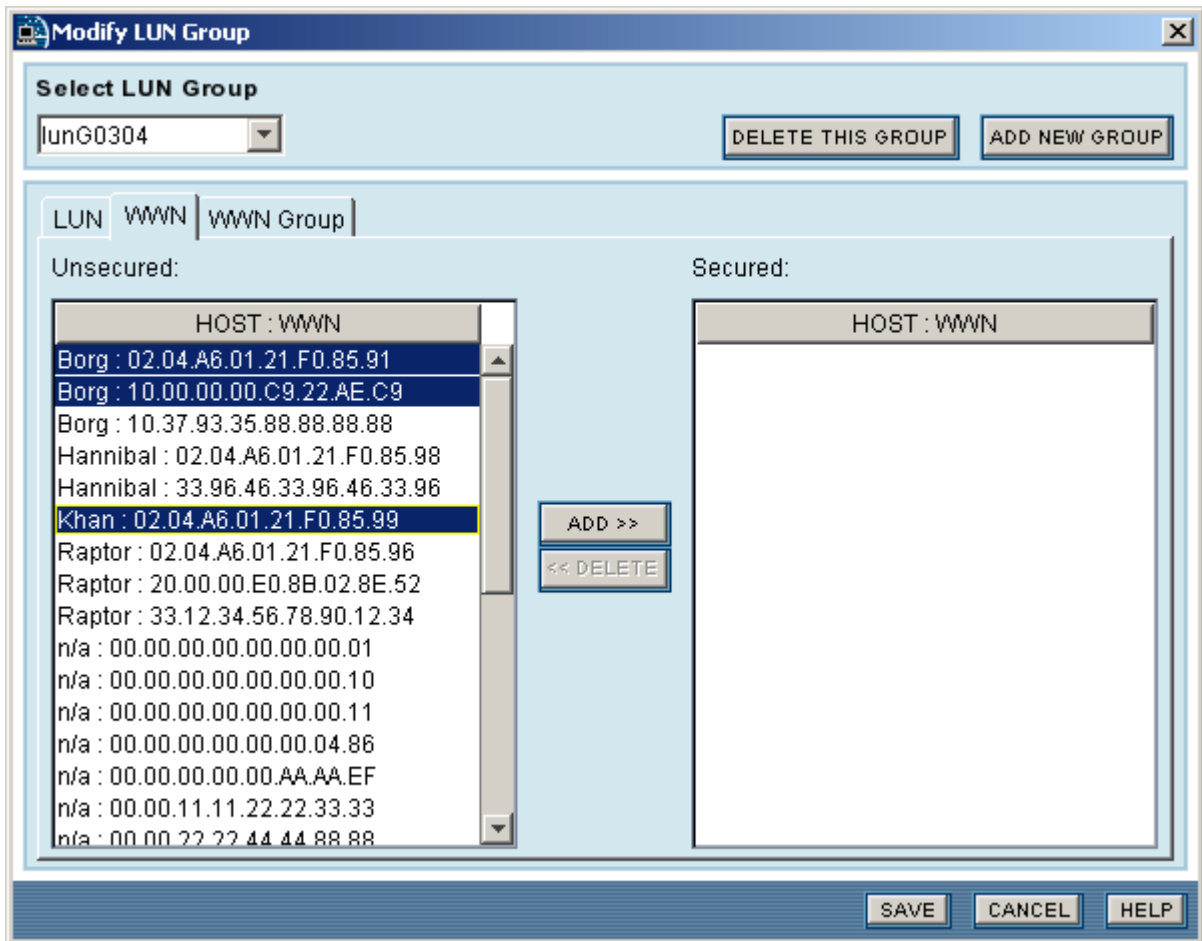 Modify LUN Group
Select LUN Group
lunG0304
DELETE THIS GROUP
ADD NEW GROUP
LUN
WWN
WWN Group
Unsecured:
HOST : WWN
Borg : 02.04.A6.01.21.F0.85.91
Borg : 10.00.00.00.C9.22.AE.C9
Borg : 10.37.93.35.88.88.88.88
Hannibal : 02.04.A6.01.21.F0.85.98
Hannibal : 33.96.46.33.96.46.33.96
Khan : 02.04.A6.01.21.F0.85.99
Raptor : 02.04.A6.01.21.F0.85.96
Raptor : 20.00.00.E0.8B.02.8E.52
Raptor : 33.12.34.56.78.90.12.34
n/a : 00.00.00.00.00.00.00.01
n/a : 00.00.00.00.00.00.00.10
n/a : 00.00.00.00.00.00.00.11
n/a : 00.00.00.00.00.00.04.86
n/a : 00.00.00.00.00.AA.AA.EF
n/a : 00.00.11.11.22.22.33.33
n/a : 00.00.22.22.44.44.88.88
ADD >>
<< DELETE
Secured:
HOST : WWN
SAVE
CANCEL
HELP